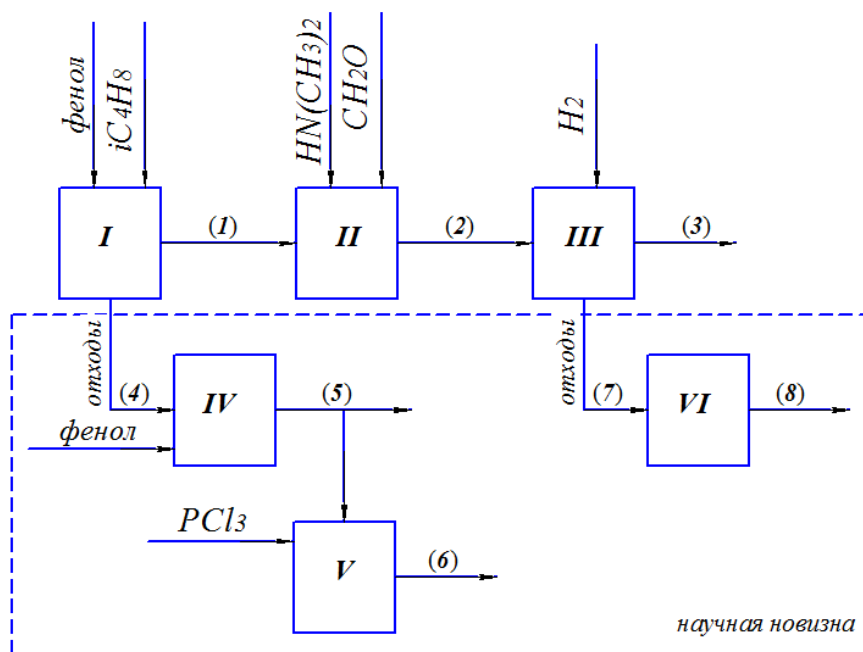 фенол
iC4H8
HN(CH3)2
CH2O
H2
I
(1)
II
(2)
III
(3)
отходы
(4)
IV
(5)
отходы
(7)
VI
(8)
фенол
PCl3
V
(6)
научная новизна